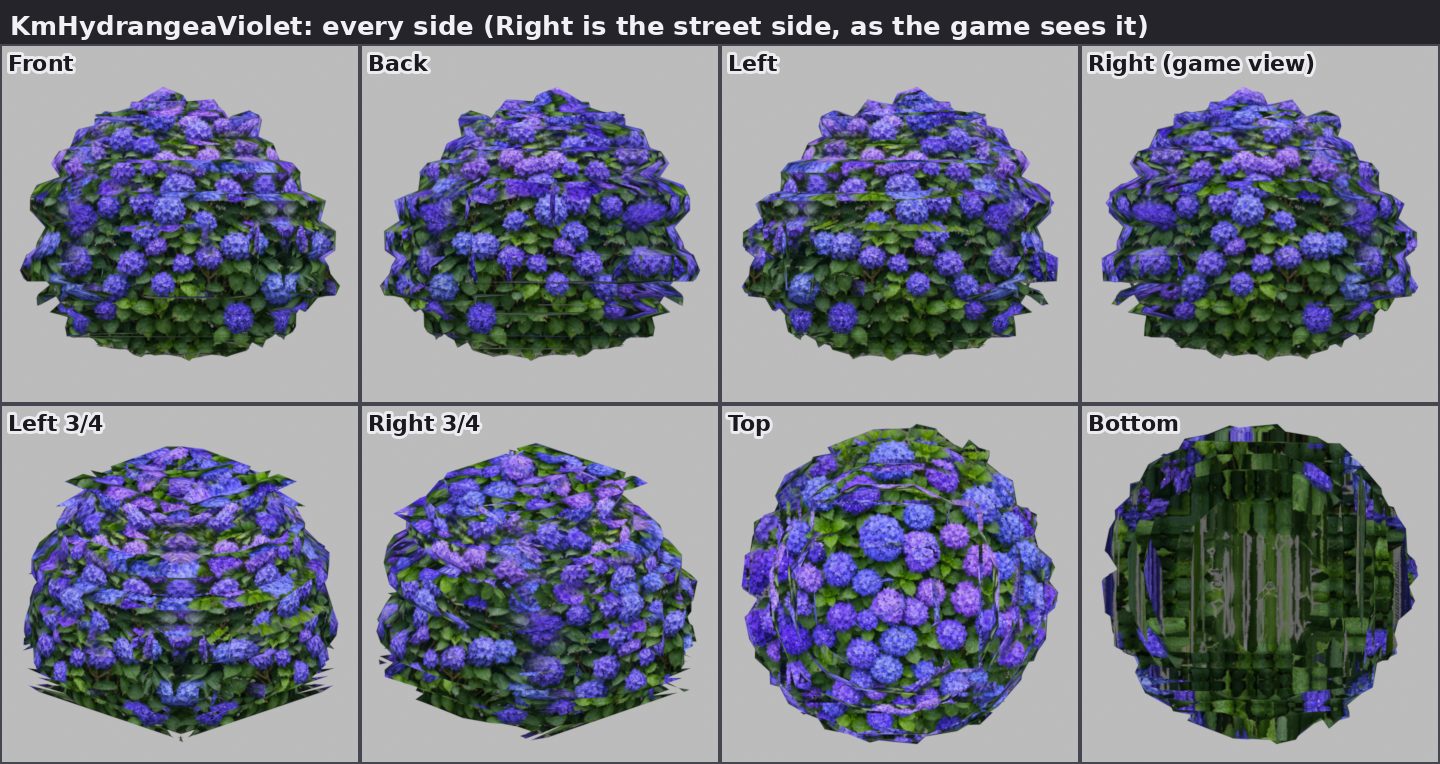 KmHydrangeaViolet: every side (Right is the street side, as the game sees it)
Front
Back
Left
Right (game view)
Left 3/4
Right 3/4
Top
Bottom